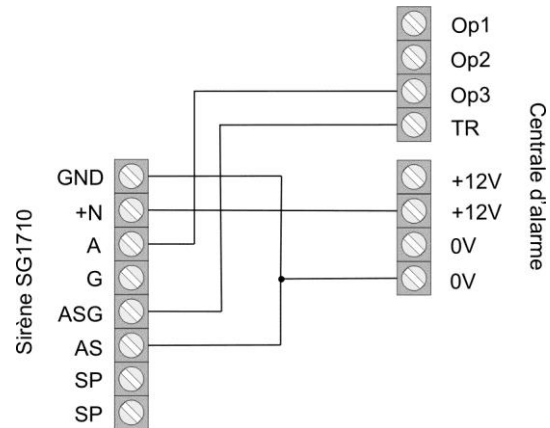 Op1
Op2
Op3
TR
+12V
+12V
0V
0V
Centrale d'alarme
Sirène SG1710
GND
+N
A
G
ASG
AS
SP
SP